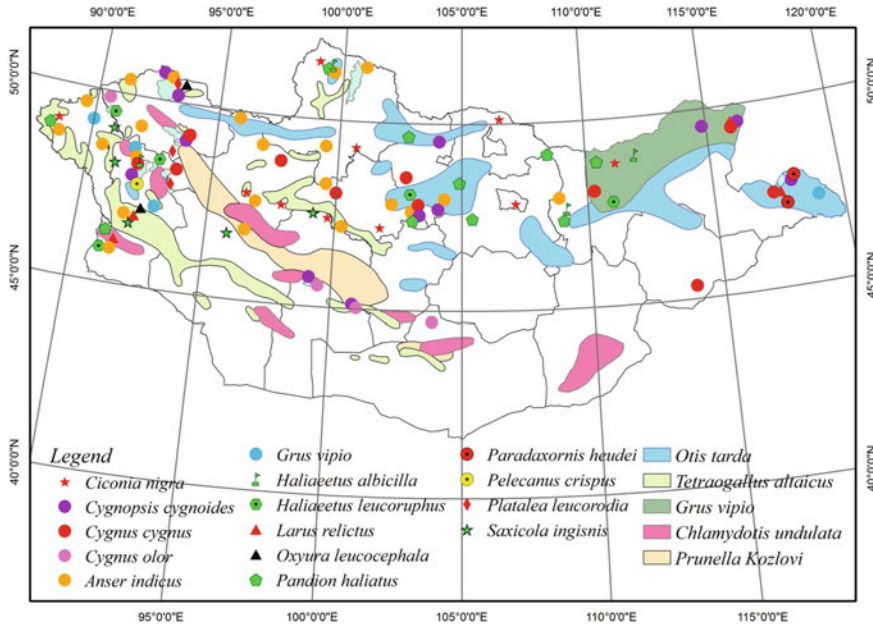 90°0'0"E 95°0'0"E 100°0'0"E 105°0'0"E 110°0'0"E 115°0'0"E 120°0'0"E
50°0'0"N 50°0'0"N
45°0'0"N 45°0'0"N
40°0'0"N 40°0'0"N
Legend
Ciconia nigra
Cygnopsis cygnoides
Cygnus cygnus
Cygnus olor
Anser indicus
Grus vipio
Haliaeetus albicilla
Haliaeetus leucoruphus
Larus relictus
Oxyura leucocephala
Pandion haliatus
Paradaxornis heudei
Pelecanus crispus
Platalea leucorodia
Saxicola ingisnis
Otis tarda
Tetraogallus altaicus
Grus vipio
Chlamydotis undulata
Prunella Kozlovi
95°0'0"E 100°0'0"E 105°0'0"E 110°0'0"E 115°0'0"E